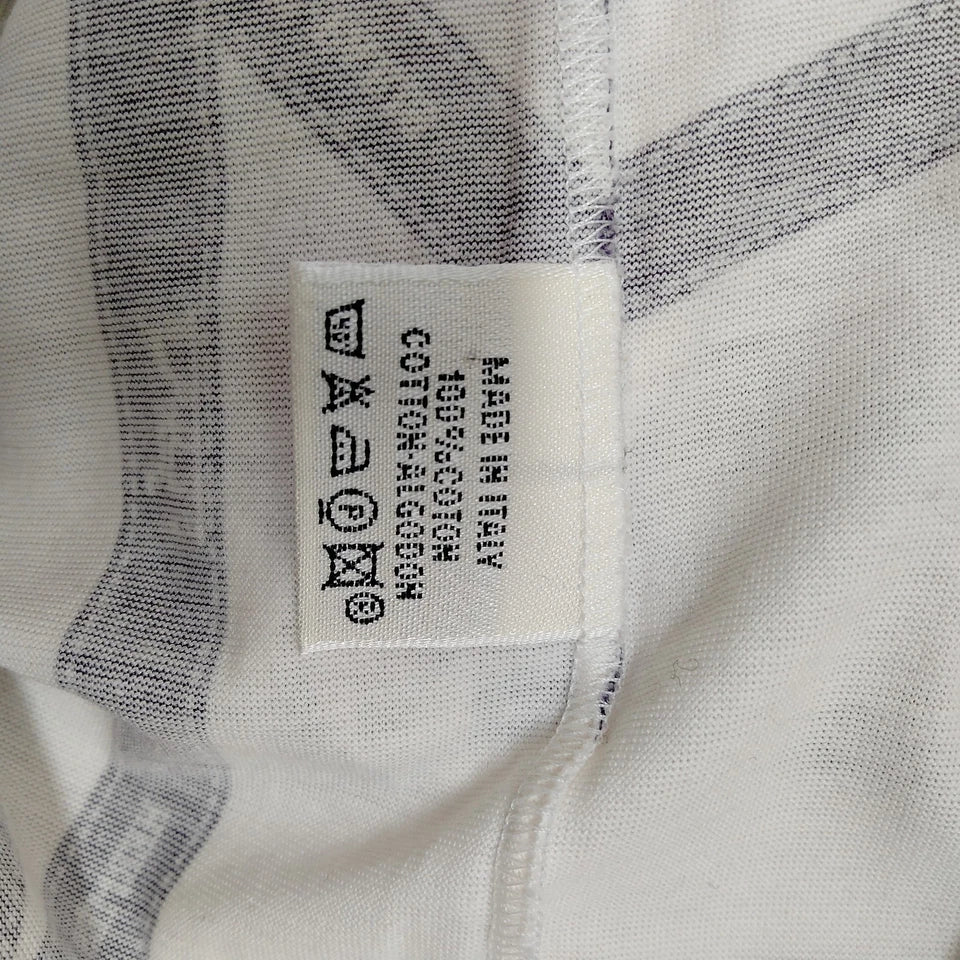 MADE IN ITALY
100%COTON
COTTON-ALGODON
P
®